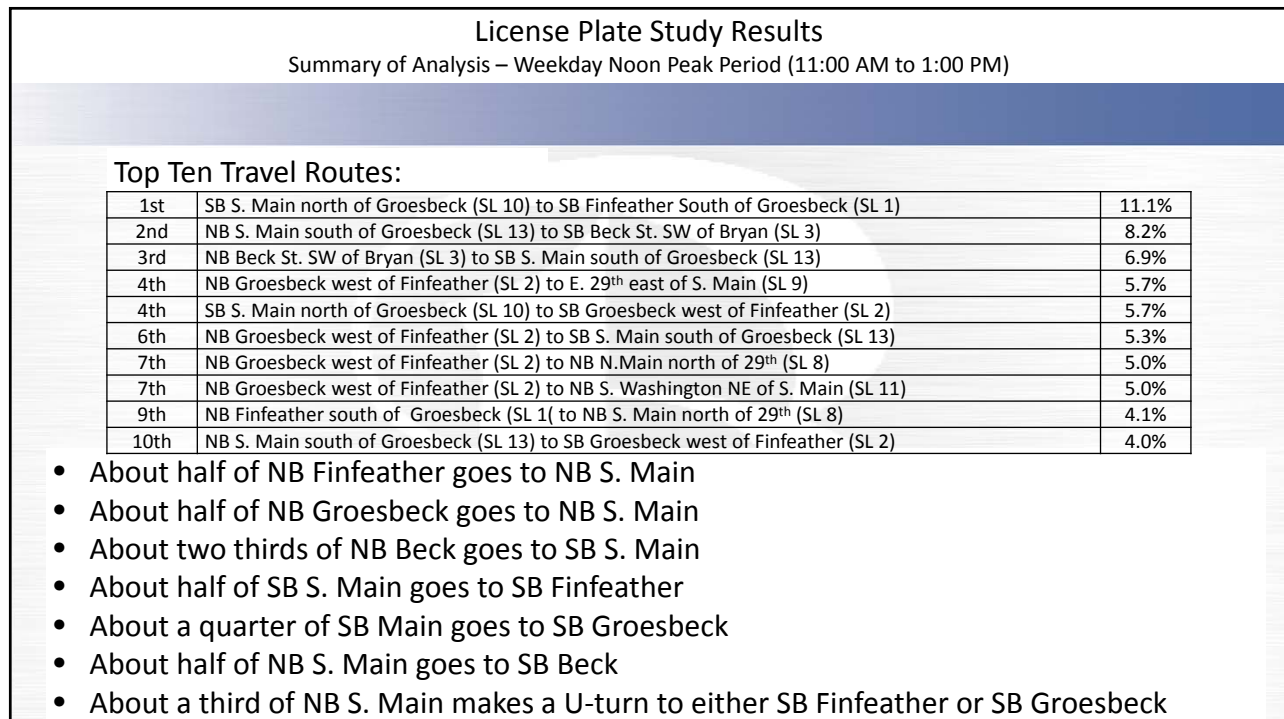 License Plate Study Results
Summary of Analysis – Weekday Noon Peak Period (11:00 AM to 1:00 PM)
Top Ten Travel Routes:
1st SB S. Main north of Groesbeck (SL 10) to SB Finfeather South of Groesbeck (SL 1) 11.1%
2nd NB S. Main south of Groesbeck (SL 13) to SB Beck St. SW of Bryan (SL 3) 8.2%
3rd NB Beck St. SW of Bryan (SL 3) to SB S. Main south of Groesbeck (SL 13) 6.9%
4th NB Groesbeck west of Finfeather (SL 2) to E. 29th east of S. Main (SL 9) 5.7%
4th SB S. Main north of Groesbeck (SL 10) to SB Groesbeck west of Finfeather (SL 2) 5.7%
6th NB Groesbeck west of Finfeather (SL 2) to SB S. Main south of Groesbeck (SL 13) 5.3%
7th NB Groesbeck west of Finfeather (SL 2) to NB N.Main north of 29th (SL 8) 5.0%
7th NB Groesbeck west of Finfeather (SL 2) to NB S. Washington NE of S. Main (SL 11) 5.0%
9th NB Finfeather south of Groesbeck (SL 1( to NB S. Main north of 29th (SL 8) 4.1%
10th NB S. Main south of Groesbeck (SL 13) to SB Groesbeck west of Finfeather (SL 2) 4.0%
• About half of NB Finfeather goes to NB S. Main
• About half of NB Groesbeck goes to NB S. Main
• About two thirds of NB Beck goes to SB S. Main
• About half of SB S. Main goes to SB Finfeather
• About a quarter of SB Main goes to SB Groesbeck
• About half of NB S. Main goes to SB Beck
• About a third of NB S. Main makes a U-turn to either SB Finfeather or SB Groesbeck